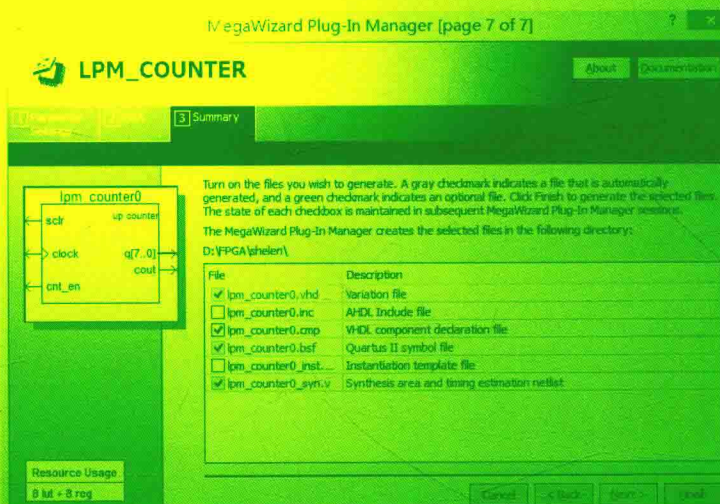 MegaWizard Plug-In Manager [page 7 of 7]
?
LPM_COUNTER
About
Documentation
1
2
3 Summary
lpm_counter0
sclr
up counter
clock
q[7..0]
cout
cnt_en
Turn on the files you wish to generate. A gray checkmark indicates a file that is automatically
generated, and a green checkmark indicates an optional file. Click Finish to generate the selected files.
The state of each checkbox is maintained in subsequent MegaWizard Plug-In Manager sessions.
The MegaWizard Plug-In Manager creates the selected files in the following directory:
D:\FPGA\shelen\
File Description
lpm_counter0.vhd Variation file
lpm_counter0.inc AHDL Include file
lpm_counter0.cmp VHDL component declaration file
lpm_counter0.bsf Quartus II symbol file
lpm_counter0_inst.... Instantiation template file
lpm_counter0_syn.v Synthesis area and timing estimation netlist
Resource Usage
8 lut + 8 reg
Cancel
< Back
Next >